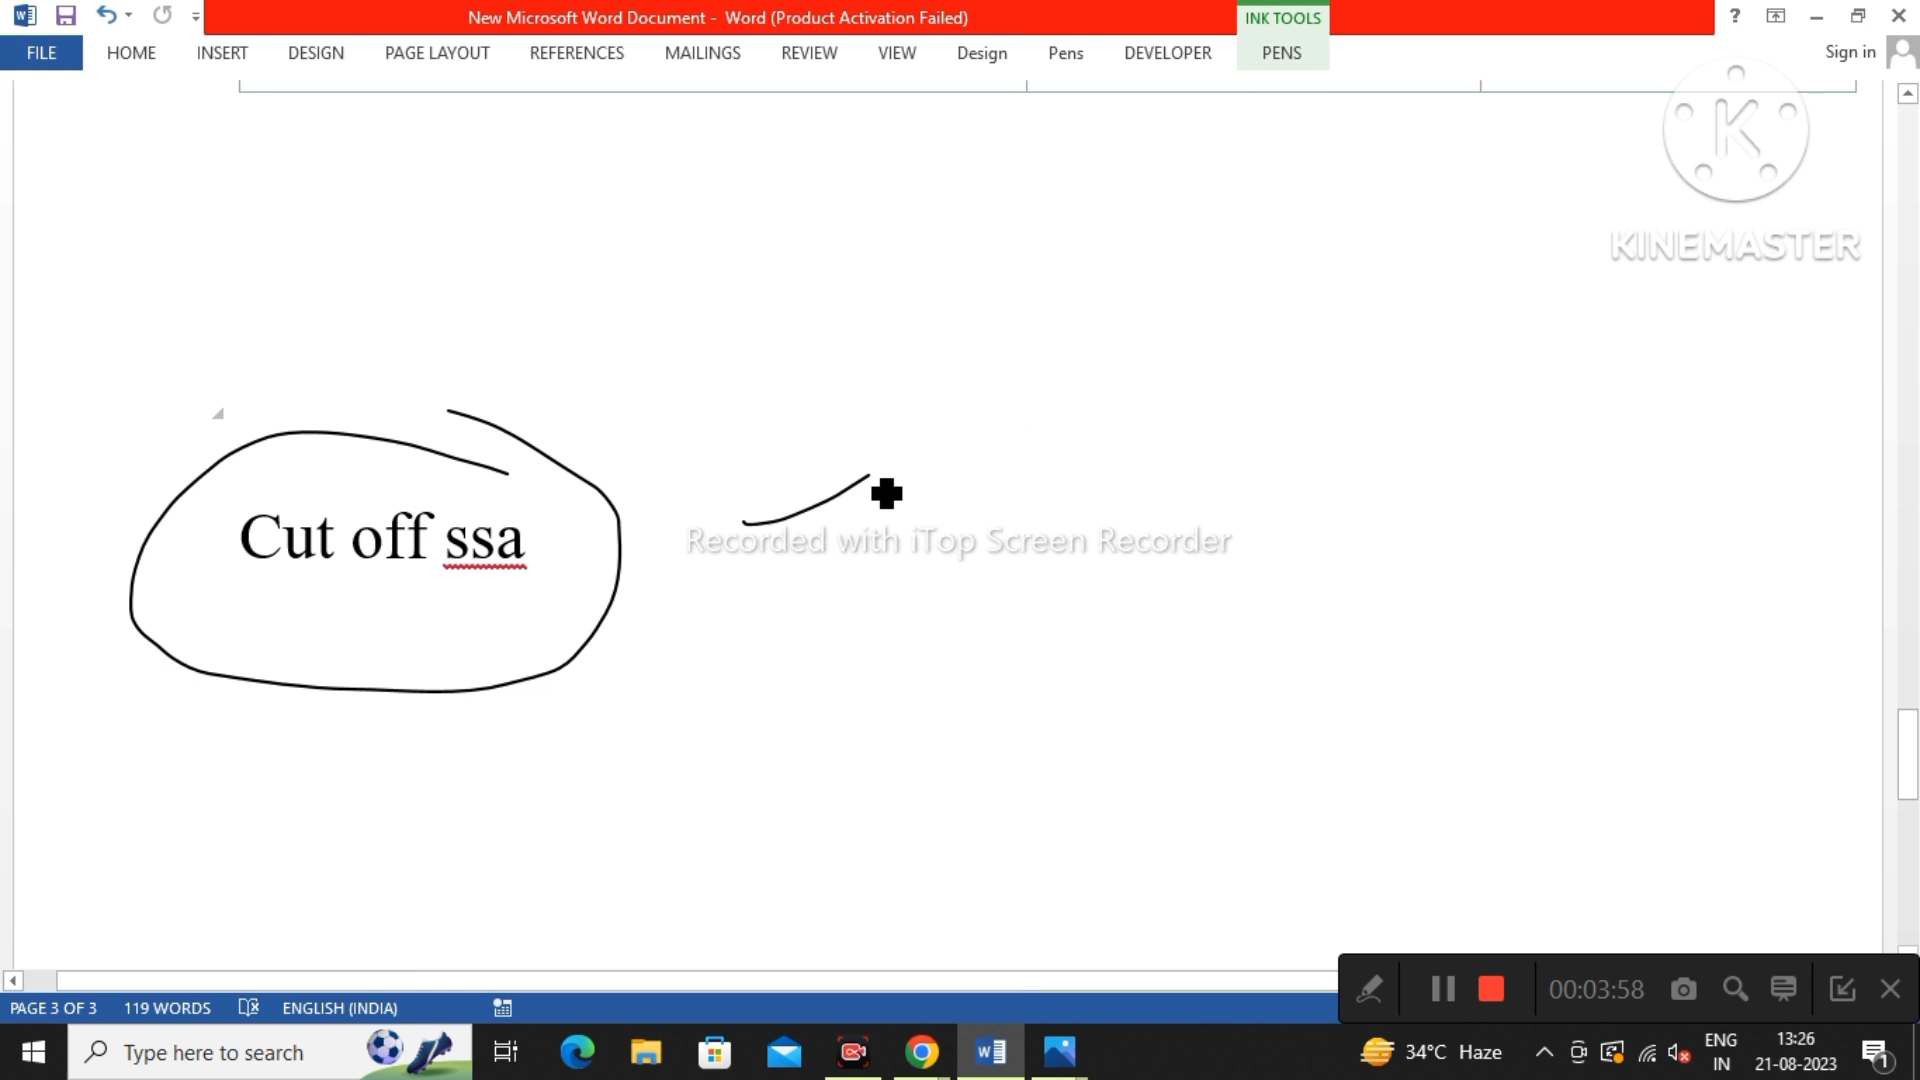 New Microsoft Word Document - Word (Product Activation Failed)
INK TOOLS
?
FILE HOME INSERT DESIGN PAGE LAYOUT REFERENCES MAILINGS REVIEW VIEW Design Pens DEVELOPER PENS
Sign in
K
KINEMASTER
Cut off ssa
Recorded with iTop Screen Recorder
00:03:58
PAGE 3 OF 3 119 WORDS ENGLISH (INDIA)
Type here to search
34°C Haze
ENG
IN
13:26
21-08-2023
1